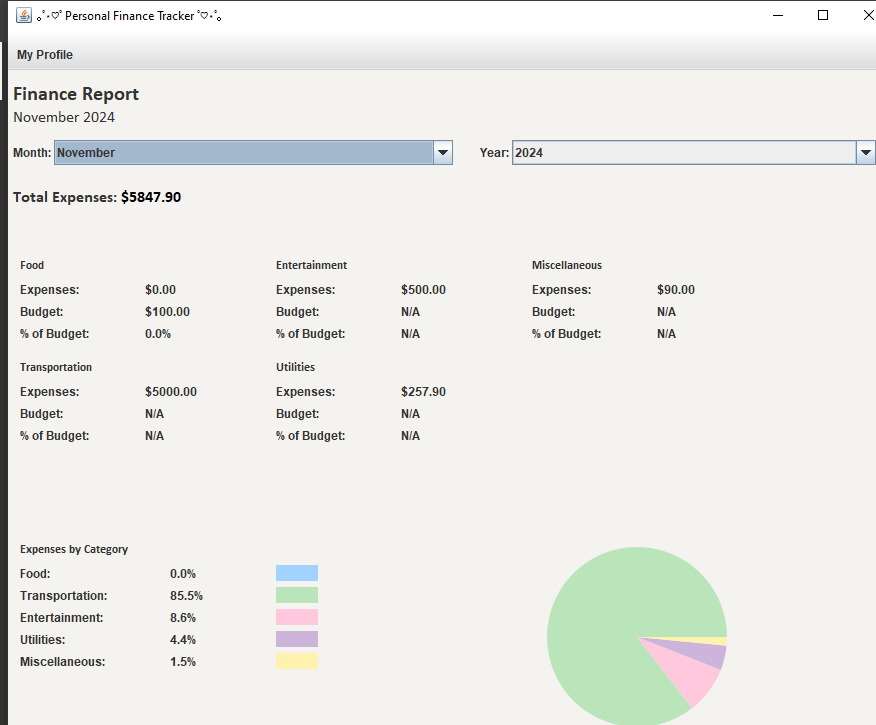 ｡ﾟ•♡ﾟ Personal Finance Tracker ﾟ♡•ﾟ｡
My Profile
Finance Report
November 2024
Month: November Year: 2024
Total Expenses: $5847.90
Food Entertainment Miscellaneous
Expenses: $0.00 Expenses: $500.00 Expenses: $90.00
Budget: $100.00 Budget: N/A Budget: N/A
% of Budget: 0.0% % of Budget: N/A % of Budget: N/A
Transportation Utilities
Expenses: $5000.00 Expenses: $257.90
Budget: N/A Budget: N/A
% of Budget: N/A % of Budget: N/A
Expenses by Category
Food: 0.0%
Transportation: 85.5%
Entertainment: 8.6%
Utilities: 4.4%
Miscellaneous: 1.5%